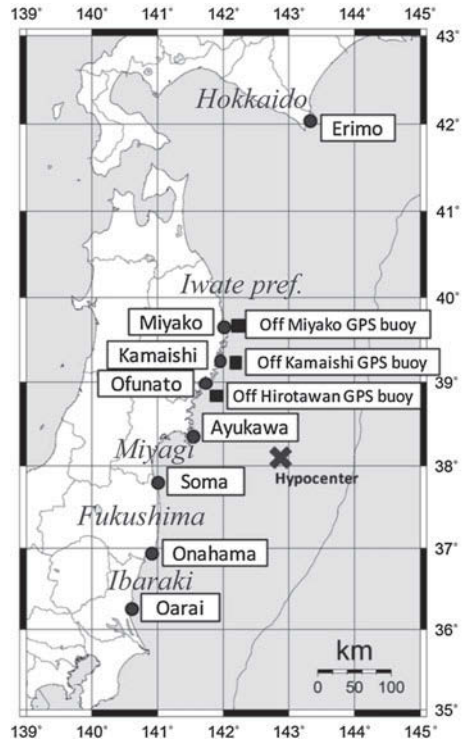 139 140 141 142 143 144 145˚
43˚
Hokkaido
42˚
Erimo
41˚
Iwate pref.
40˚
Miyako
Off Miyako GPS buoy
Kamaishi
Off Kamaishi GPS buoy
39˚
Ofunato
Off Hirotawan GPS buoy
Ayukawa
Miyagi
38˚
Hypocenter
Soma
Fukushima
37˚
Onahama
Ibaraki
Oarai
36˚
km
0 50 100
35˚
139˚ 140˚ 141˚ 142˚ 143˚ 144˚ 145˚